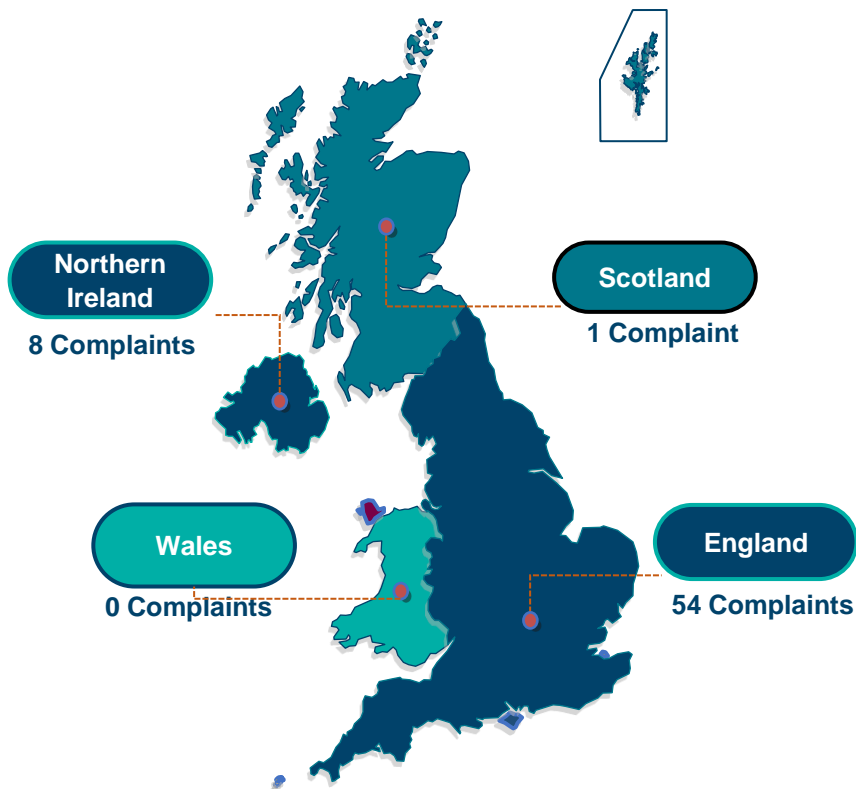 Northern
Ireland
8 Complaints
Scotland
1 Complaint
Wales
0 Complaints
England
54 Complaints